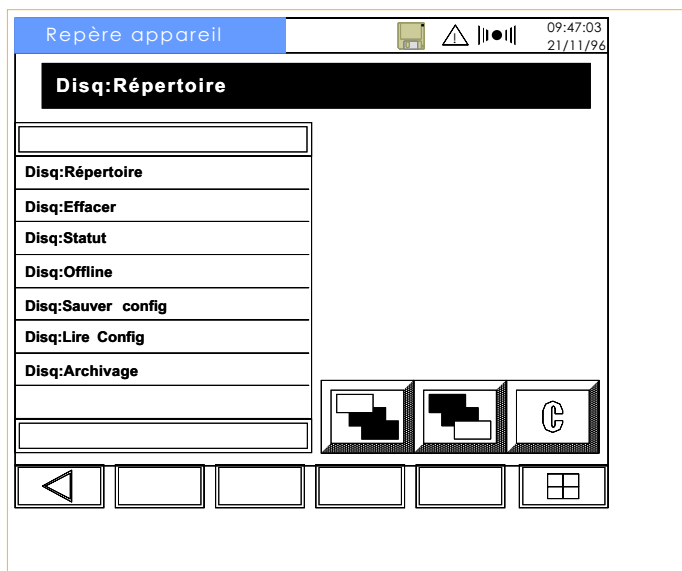 Repère appareil
09:47:03
21/11/96
Disq:Répertoire
Disq:Répertoire
Disq:Effacer
Disq:Statut
Disq:Offline
Disq:Sauver config
Disq:Lire Config
Disq:Archivage
C